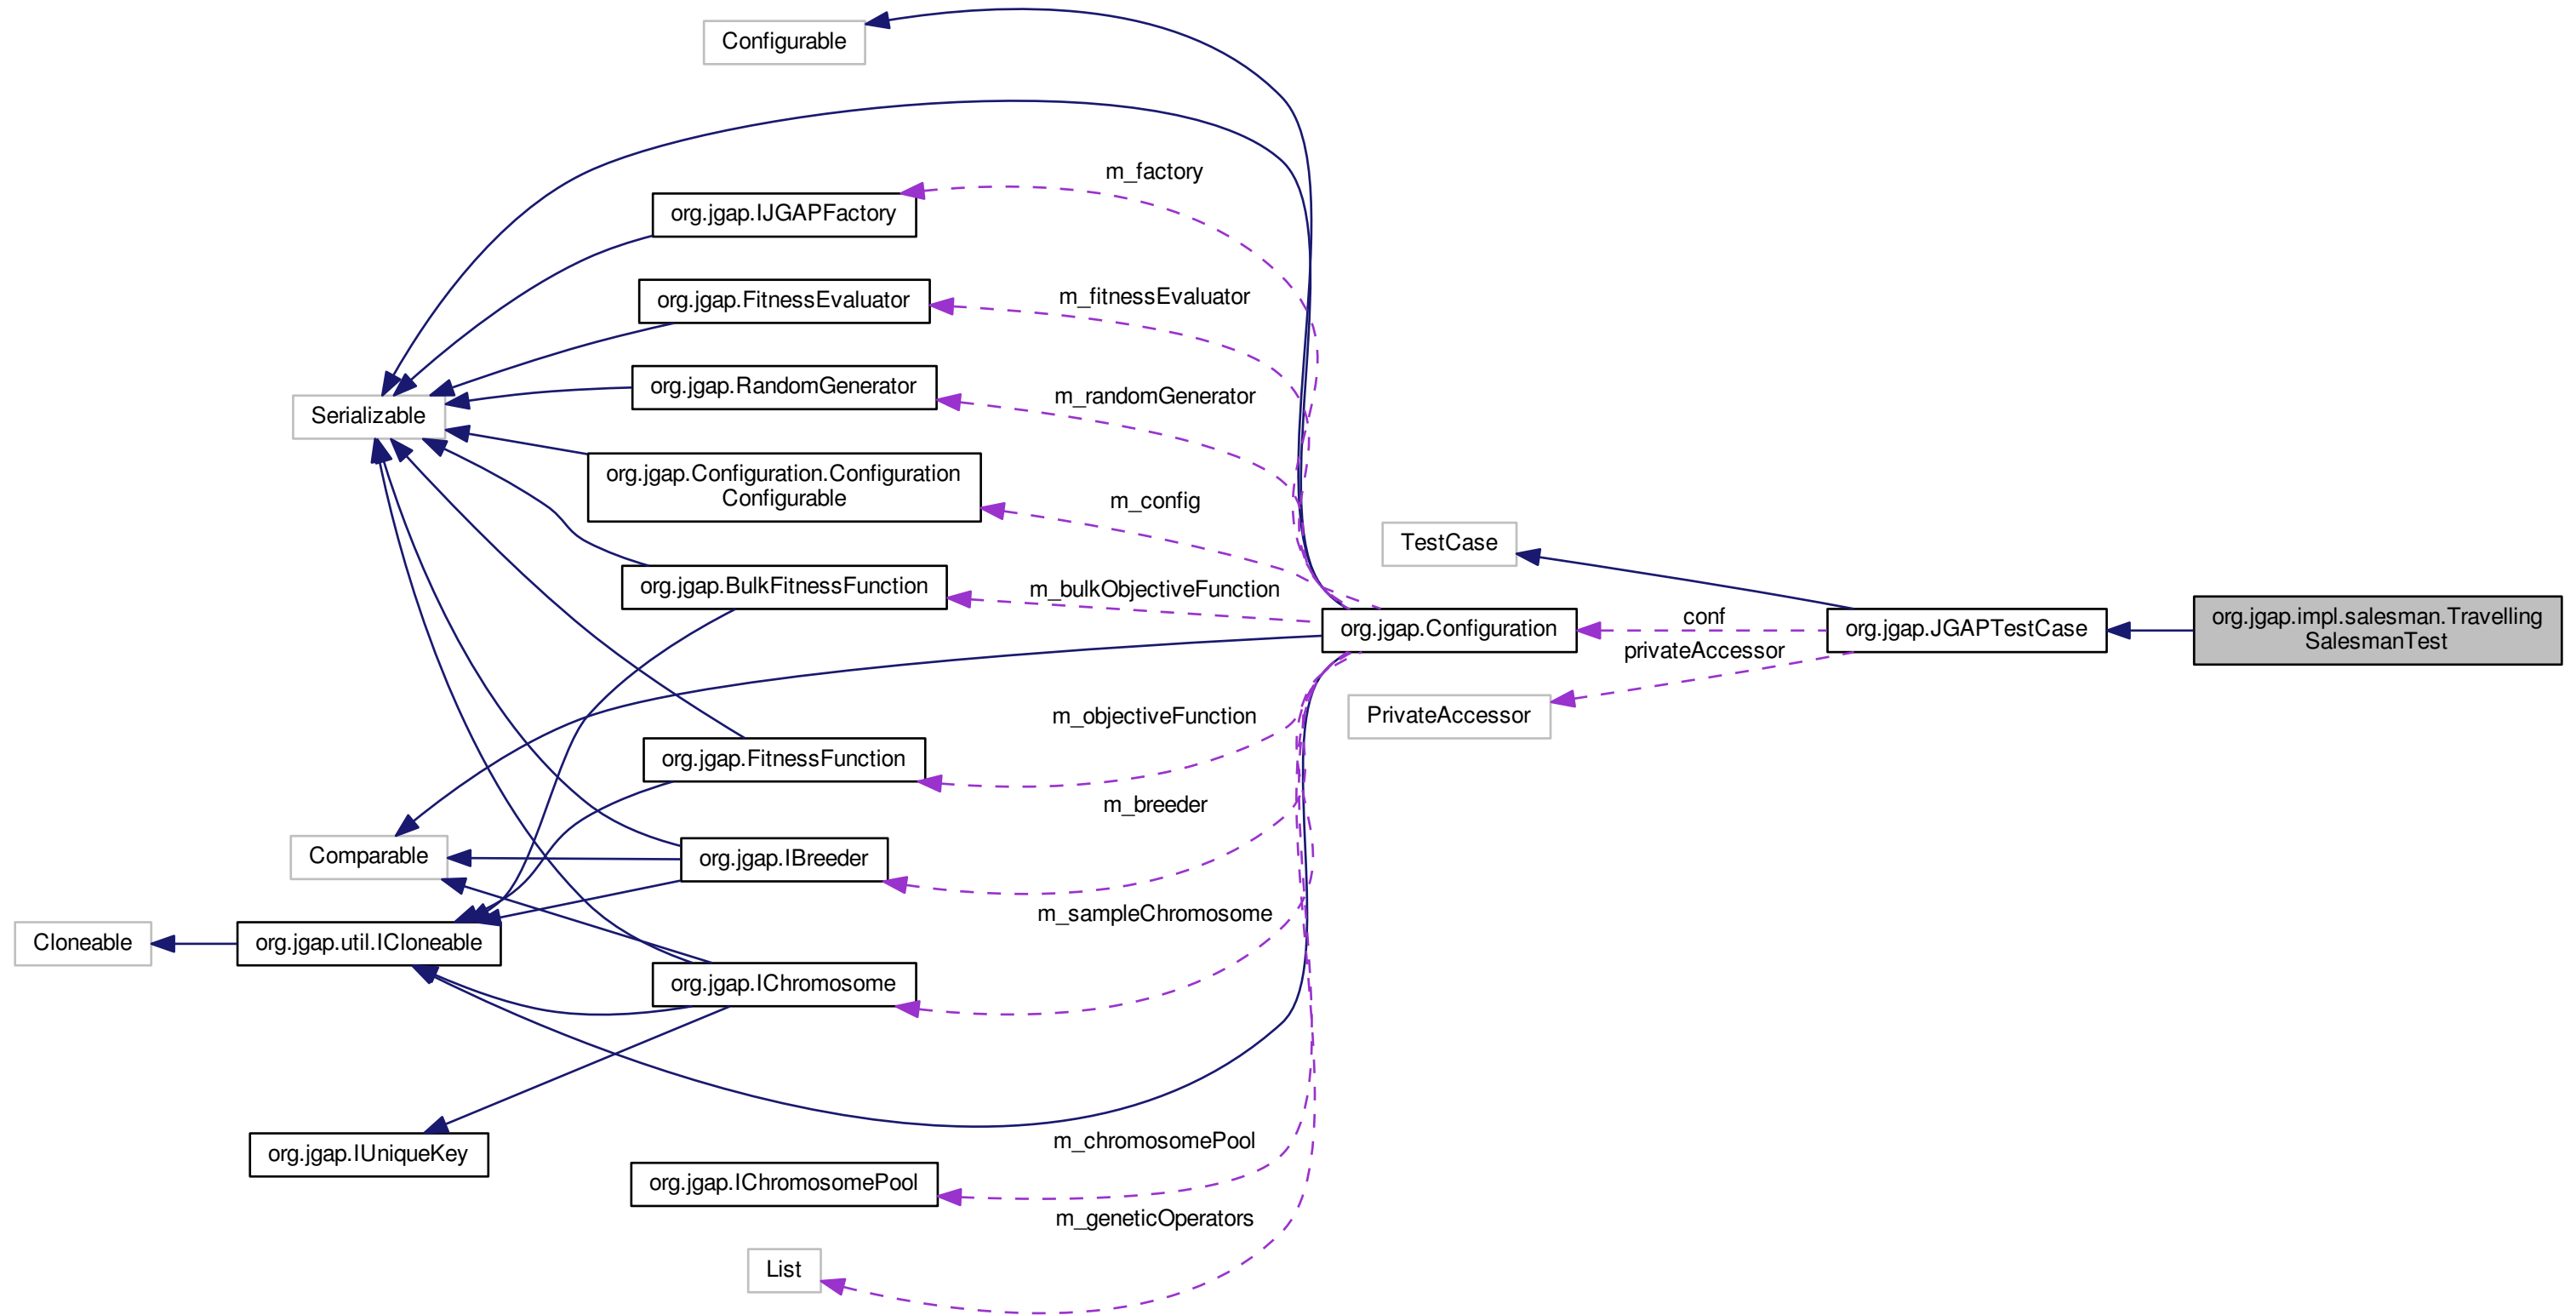 Configurable
m_factory
org.jgap.IJGAPFactory
m_fitnessEvaluator
org.jgap.FitnessEvaluator
m_randomGenerator
org.jgap.RandomGenerator
Serializable
org.jgap.Configuration.Configuration
Configurable
m_config
TestCase
org.jgap.BulkFitnessFunction
m_bulkObjectiveFunction
org.jgap.Configuration
conf
privateAccessor
org.jgap.JGAPTestCase
org.jgap.impl.salesman.Travelling
SalesmanTest
PrivateAccessor
m_objectiveFunction
org.jgap.FitnessFunction
m_breeder
Comparable
org.jgap.IBreeder
m_sampleChromosome
Cloneable
org.jgap.util.ICloneable
org.jgap.IChromosome
m_chromosomePool
org.jgap.IUniqueKey
org.jgap.IChromosomePool
m_geneticOperators
List